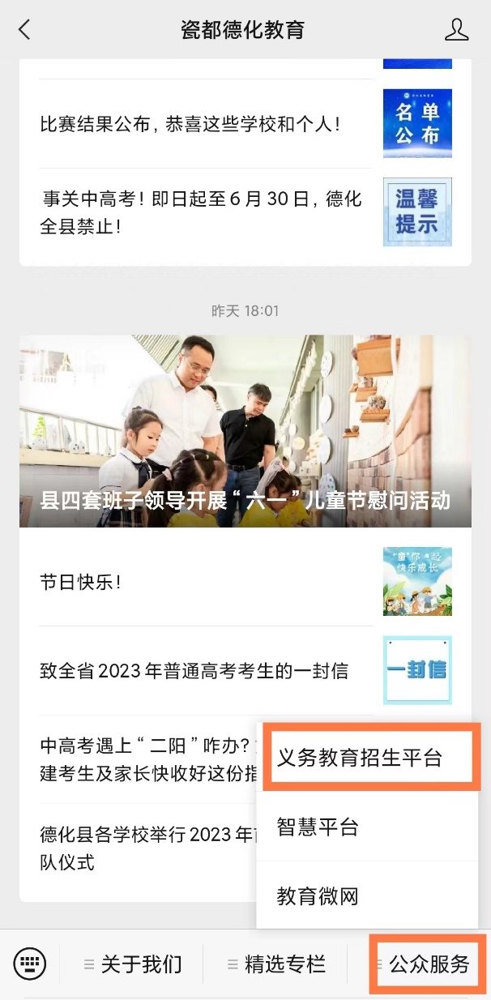 瓷都德化教育
比赛结果公布，恭喜这些学校和个人！
名单
公布
事关中高考！即日起至6月30日，德化
全县禁止！
温馨
提示
昨天 18:01
县四套班子领导开展“六一”儿童节慰问活动
节日快乐！
“童”你一起
快乐成长
致全省2023年普通高考考生的一封信
一封信
中高考遇上“二阳”咋办？
建考生及家长快收好这份指
德化县各学校举行2023年
队仪式
义务教育招生平台
智慧平台
教育微网
关于我们
精选专栏
公众服务